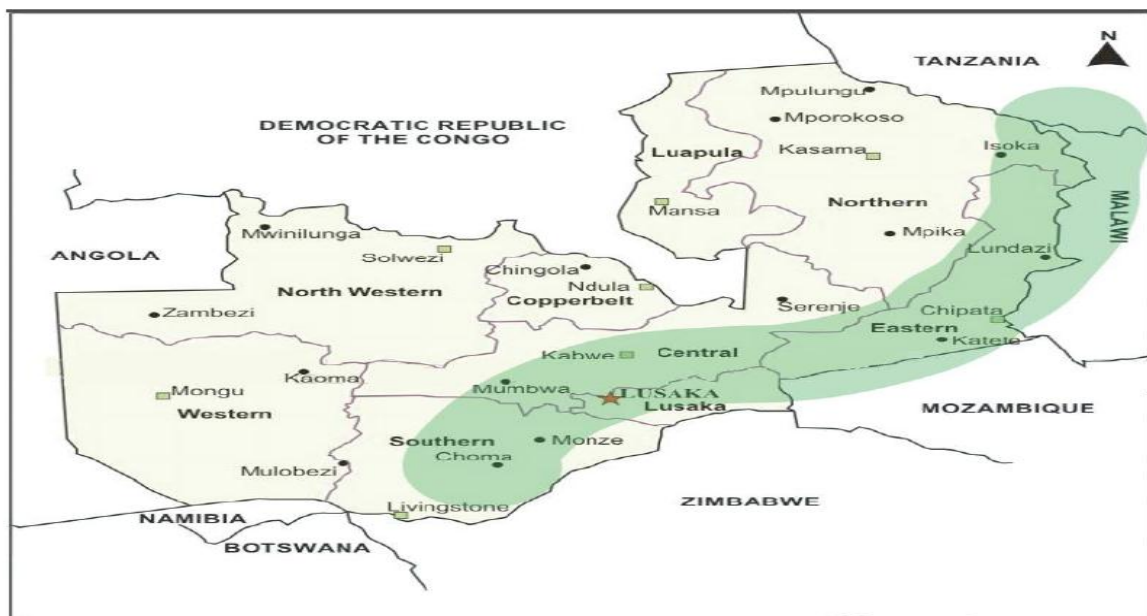 N
TANZANIA
Mpulungu
Mporokoso
DEMOCRATIC REPUBLIC
OF THE CONGO
Luapula
Kasama
Isoka
Mansa
Northern
MALAWI
Mwinilunga
Mpika
Solwezi
Lundazi
ANGOLA
Chingola
Ndula
North Western
Copperbelt
Serenje
Zambezi
Chipata
Eastern
Katete
Kabwe
Central
Kaoma
Mumbwa
Mongu
LUSAKA
Western
Lusaka
MOZAMBIQUE
Southern
Monze
Choma
Mulobezi
Livingstone
ZIMBABWE
NAMIBIA
BOTSWANA